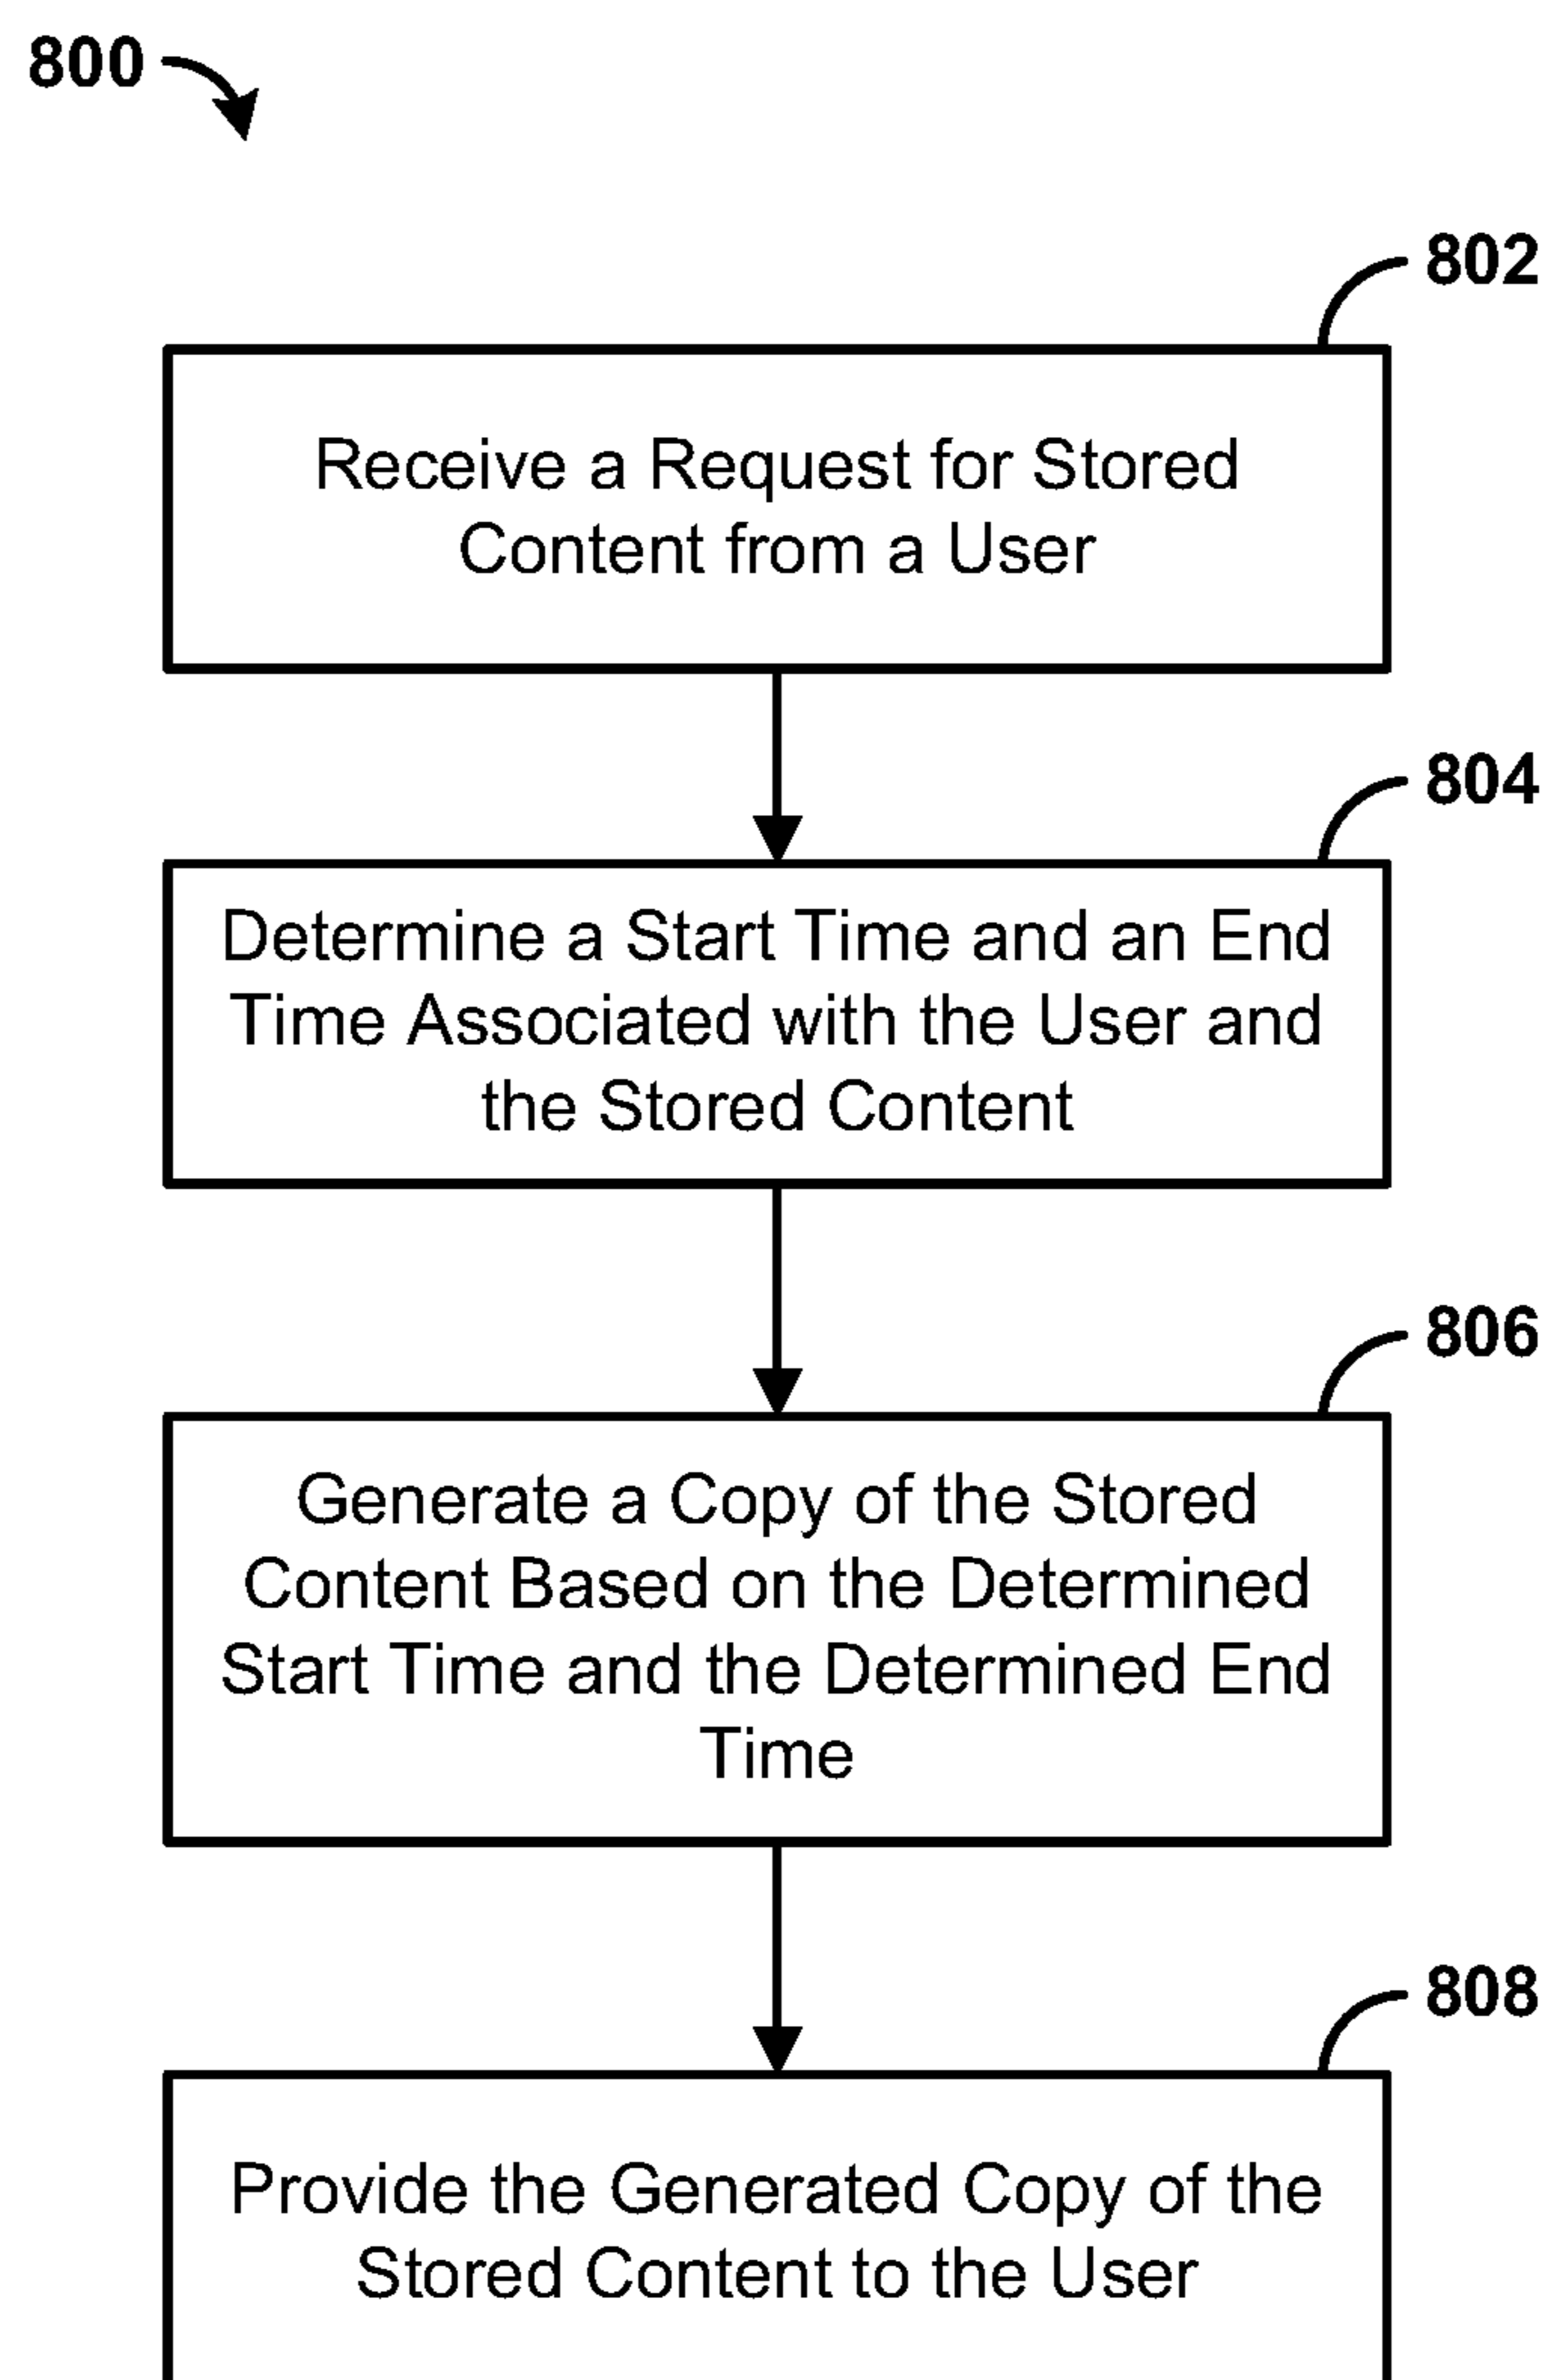 800
802
Receive a Request for Stored
Content from a User
804
Determine a Start Time and an End
Time Associated with the User and
the Stored Content
806
Generate a Copy of the Stored
Content Based on the Determined
Start Time and the Determined End
Time
808
Provide the Generated Copy of the
Stored Content to the User